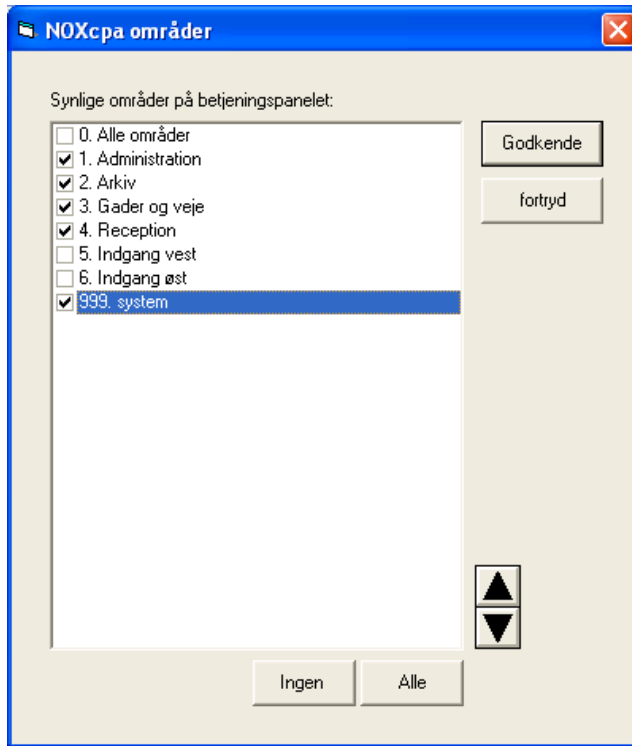 NOXcpa områder
Synlige områder på betjeningspanelet:
0. Alle områder
1. Administration
2. Arkiv
3. Gader og veje
4. Reception
5. Indgang vest
6. Indgang øst
999. system
Godkende
fortryd
Ingen
Alle